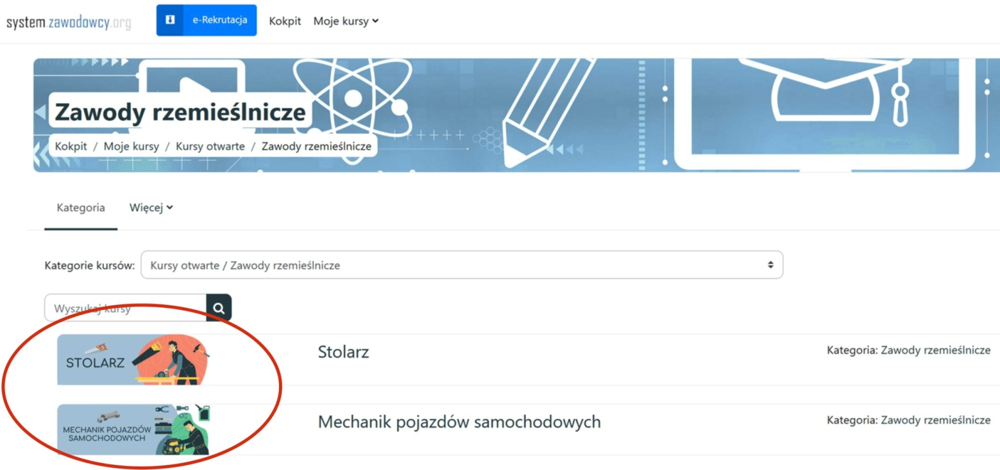 system.zawodowcy.org
e-Rekrutacja
Kokpit
Moje kursy
Zawody rzemieślnicze
Kokpit / Moje kursy / Kursy otwarte / Zawody rzemieślnicze
Kategoria
Więcej
Kategorie kursów:
Kursy otwarte / Zawody rzemieślnicze
Wyszukaj kursy
STOLARZ
Stolarz
Kategoria: Zawody rzemieślnicze
MECHANIK POJAZDÓW
SAMOCHODOWYCH
Mechanik pojazdów samochodowych
Kategoria: Zawody rzemieślnicze